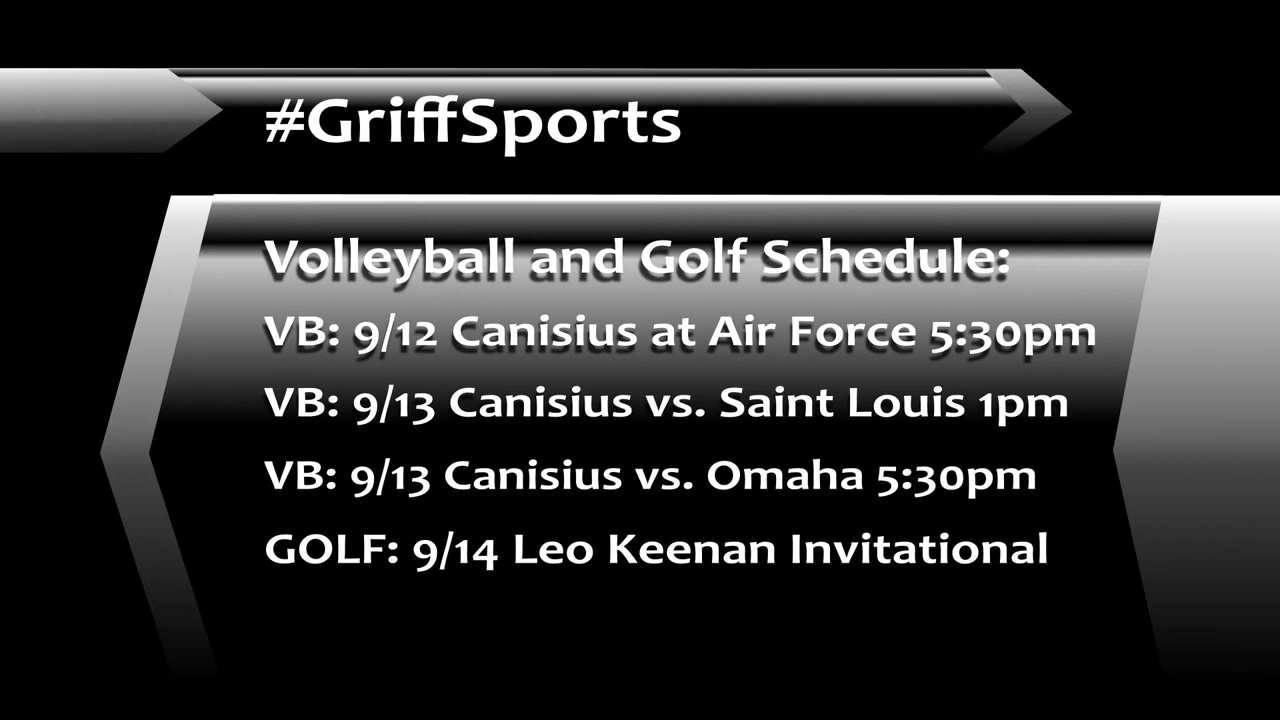 #GriffSports
Volleyball and Golf Schedule:
VB: 9/12 Canisius at Air Force 5:30pm
VB: 9/13 Canisius vs. Saint Louis 1pm
VB: 9/13 Canisius vs. Omaha 5:30pm
GOLF: 9/14 Leo Keenan Invitational